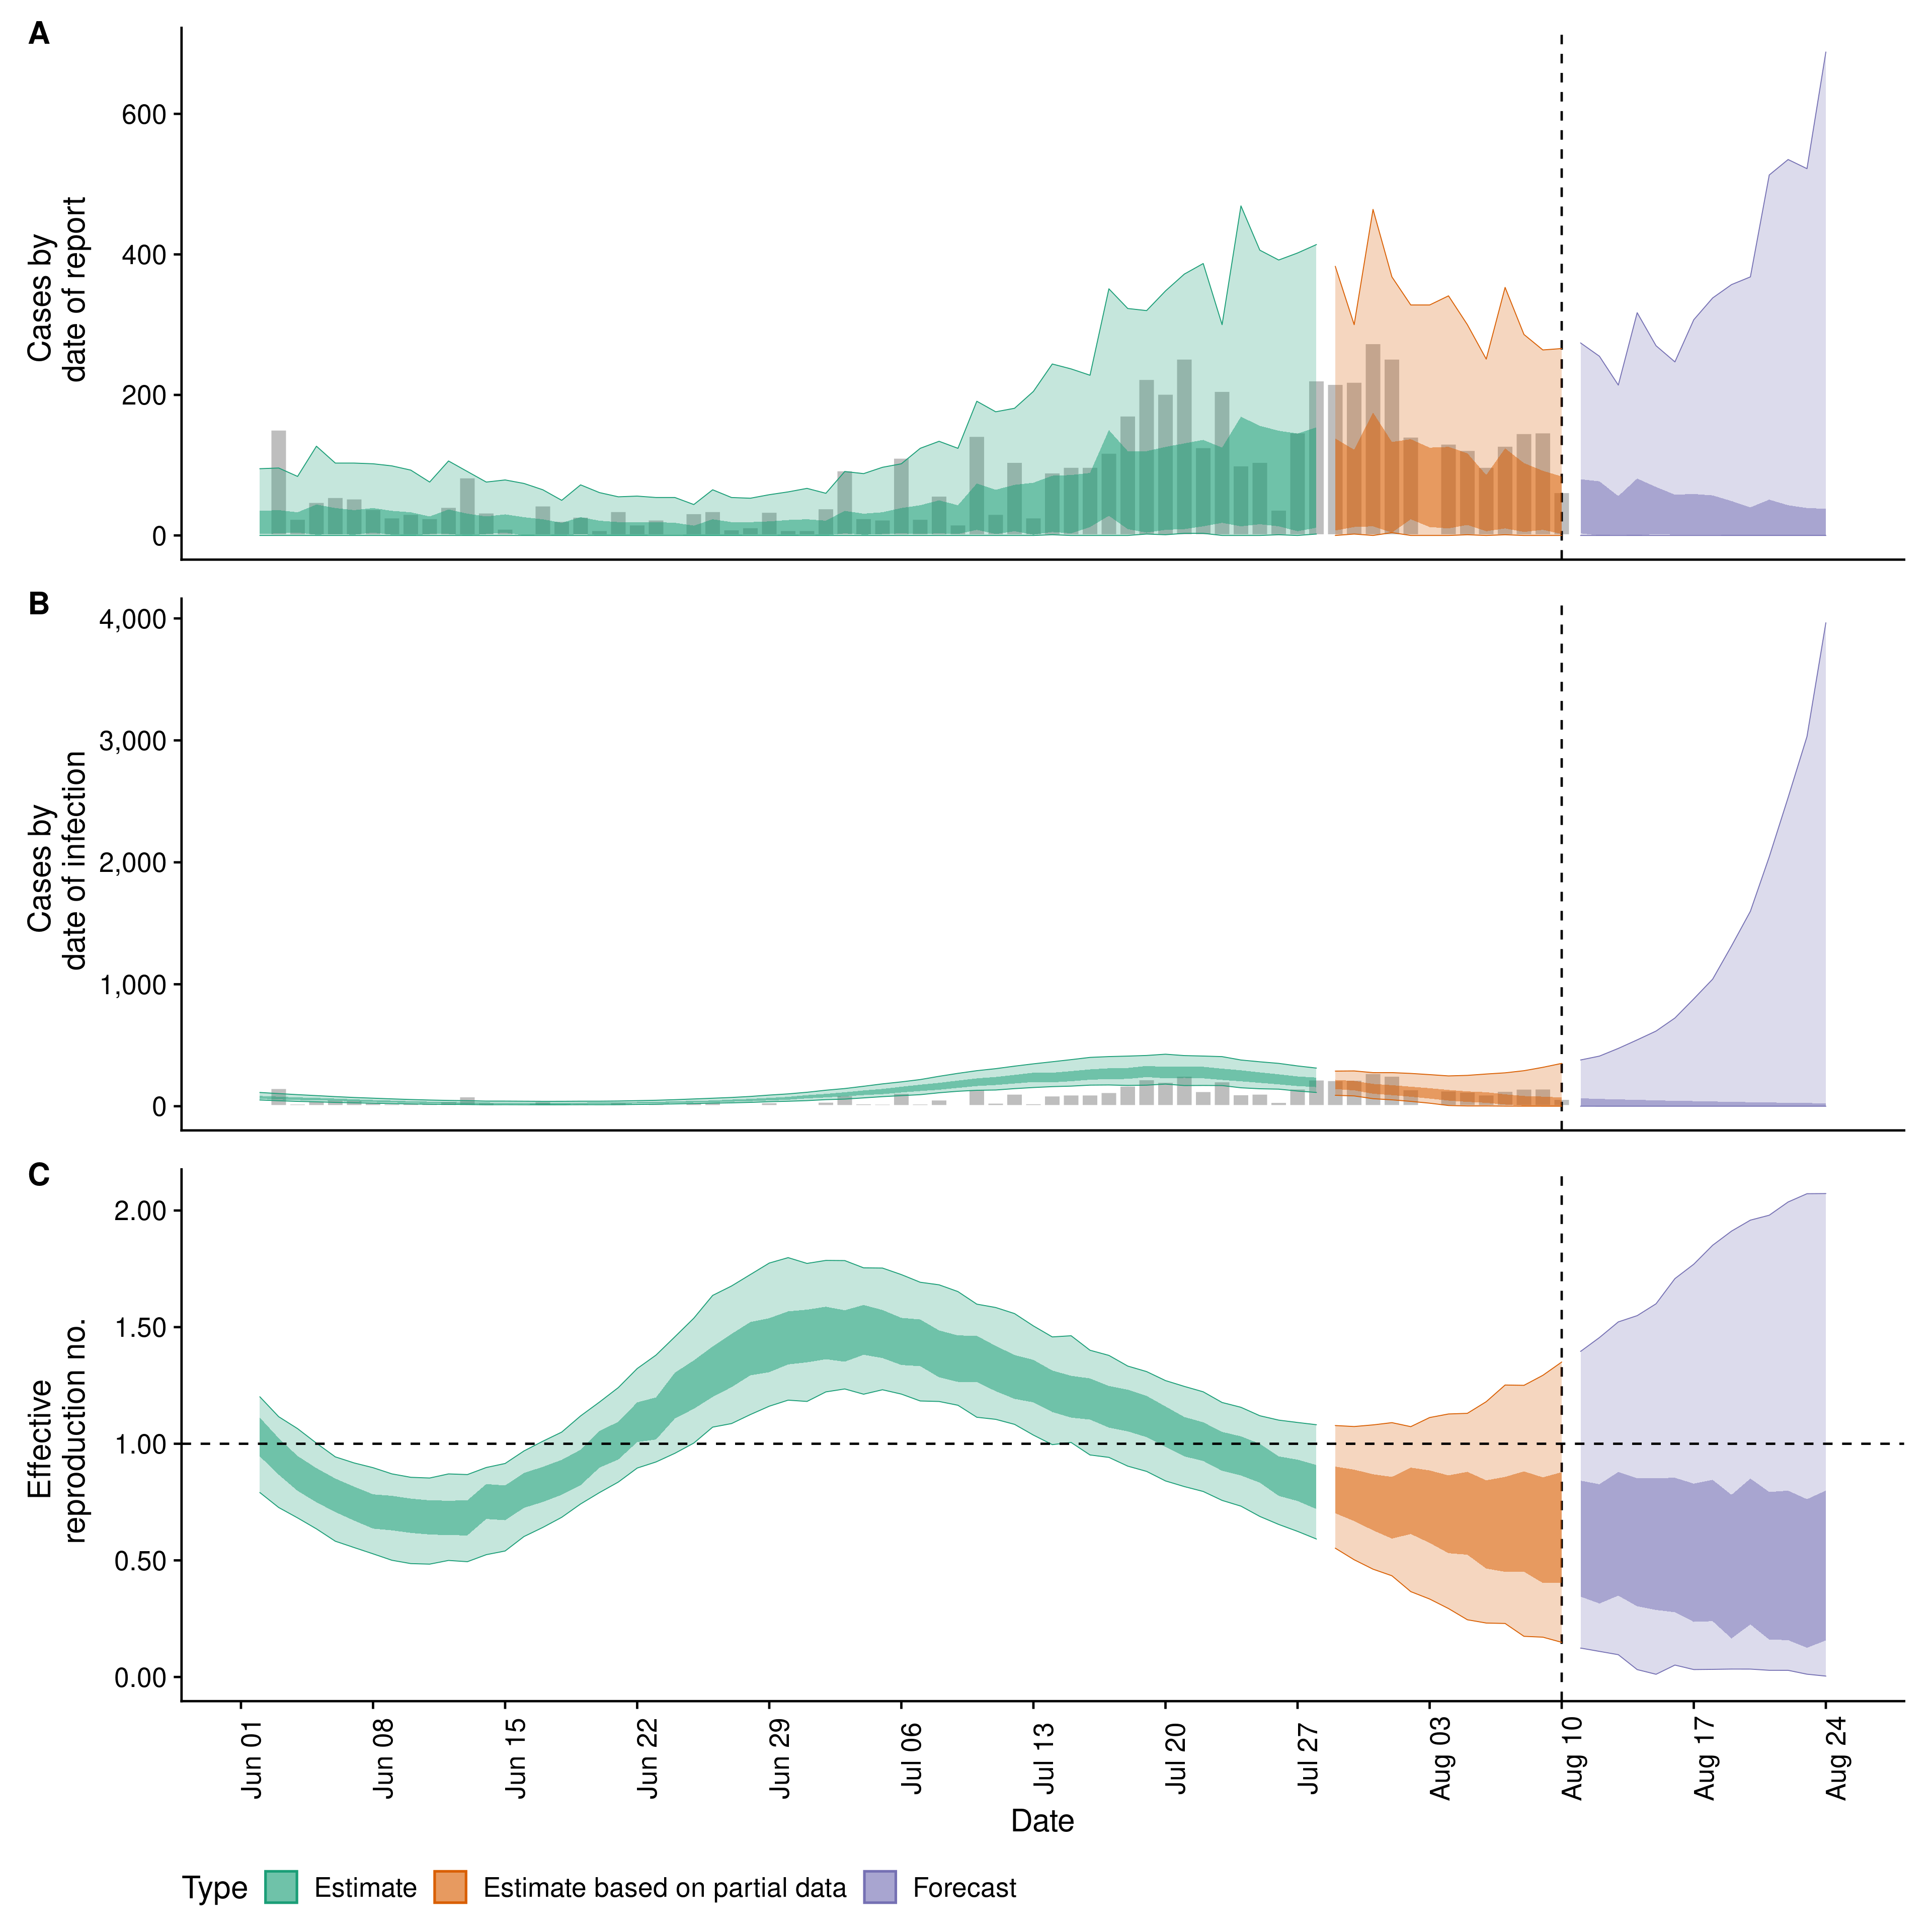 A
Cases by
date of report
600
400
200
0
B
Cases by
date of infection
4,000
3,000
2,000
1,000
0
C
Effective
reproduction no.
2.00
1.50
1.00
0.50
0.00
Jun 01
Jun 08
Jun 15
Jun 22
Jun 29
Jul 06
Jul 13
Jul 20
Jul 27
Aug 03
Aug 10
Aug 17
Aug 24
Date
Type Estimate Estimate based on partial data Forecast